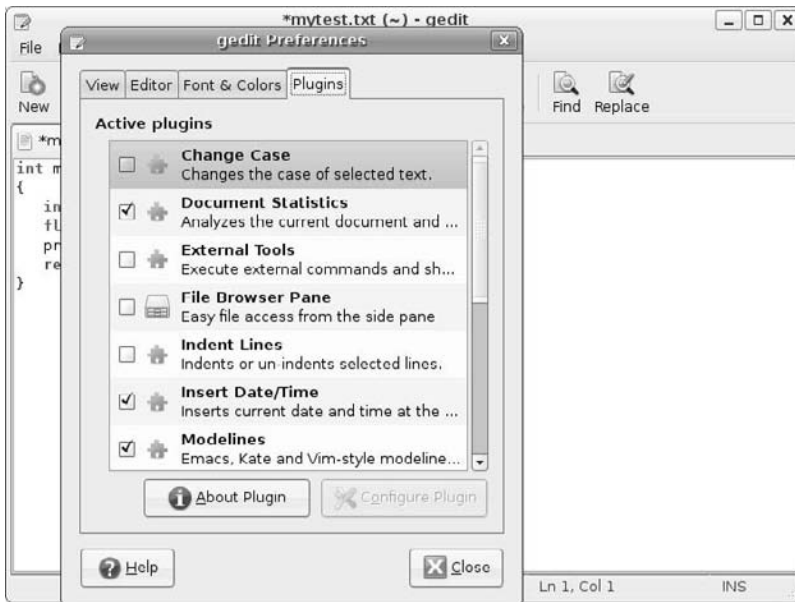 *mytest.txt (~) - gedit
File
gedit Preferences
New
Find Replace
View Editor Font & Colors Plugins
Active plugins
*m
int m
{
in
fl
pr
re
}
Change Case
Changes the case of selected text.
Document Statistics
Analyzes the current document and ...
External Tools
Execute external commands and sh...
File Browser Pane
Easy file access from the side pane
Indent Lines
Indents or un-indents selected lines.
Insert Date/Time
Inserts current date and time at the ...
Modelines
Emacs, Kate and Vim-style modeline...
About Plugin
Configure Plugin
Help
Close
Ln 1, Col 1
INS